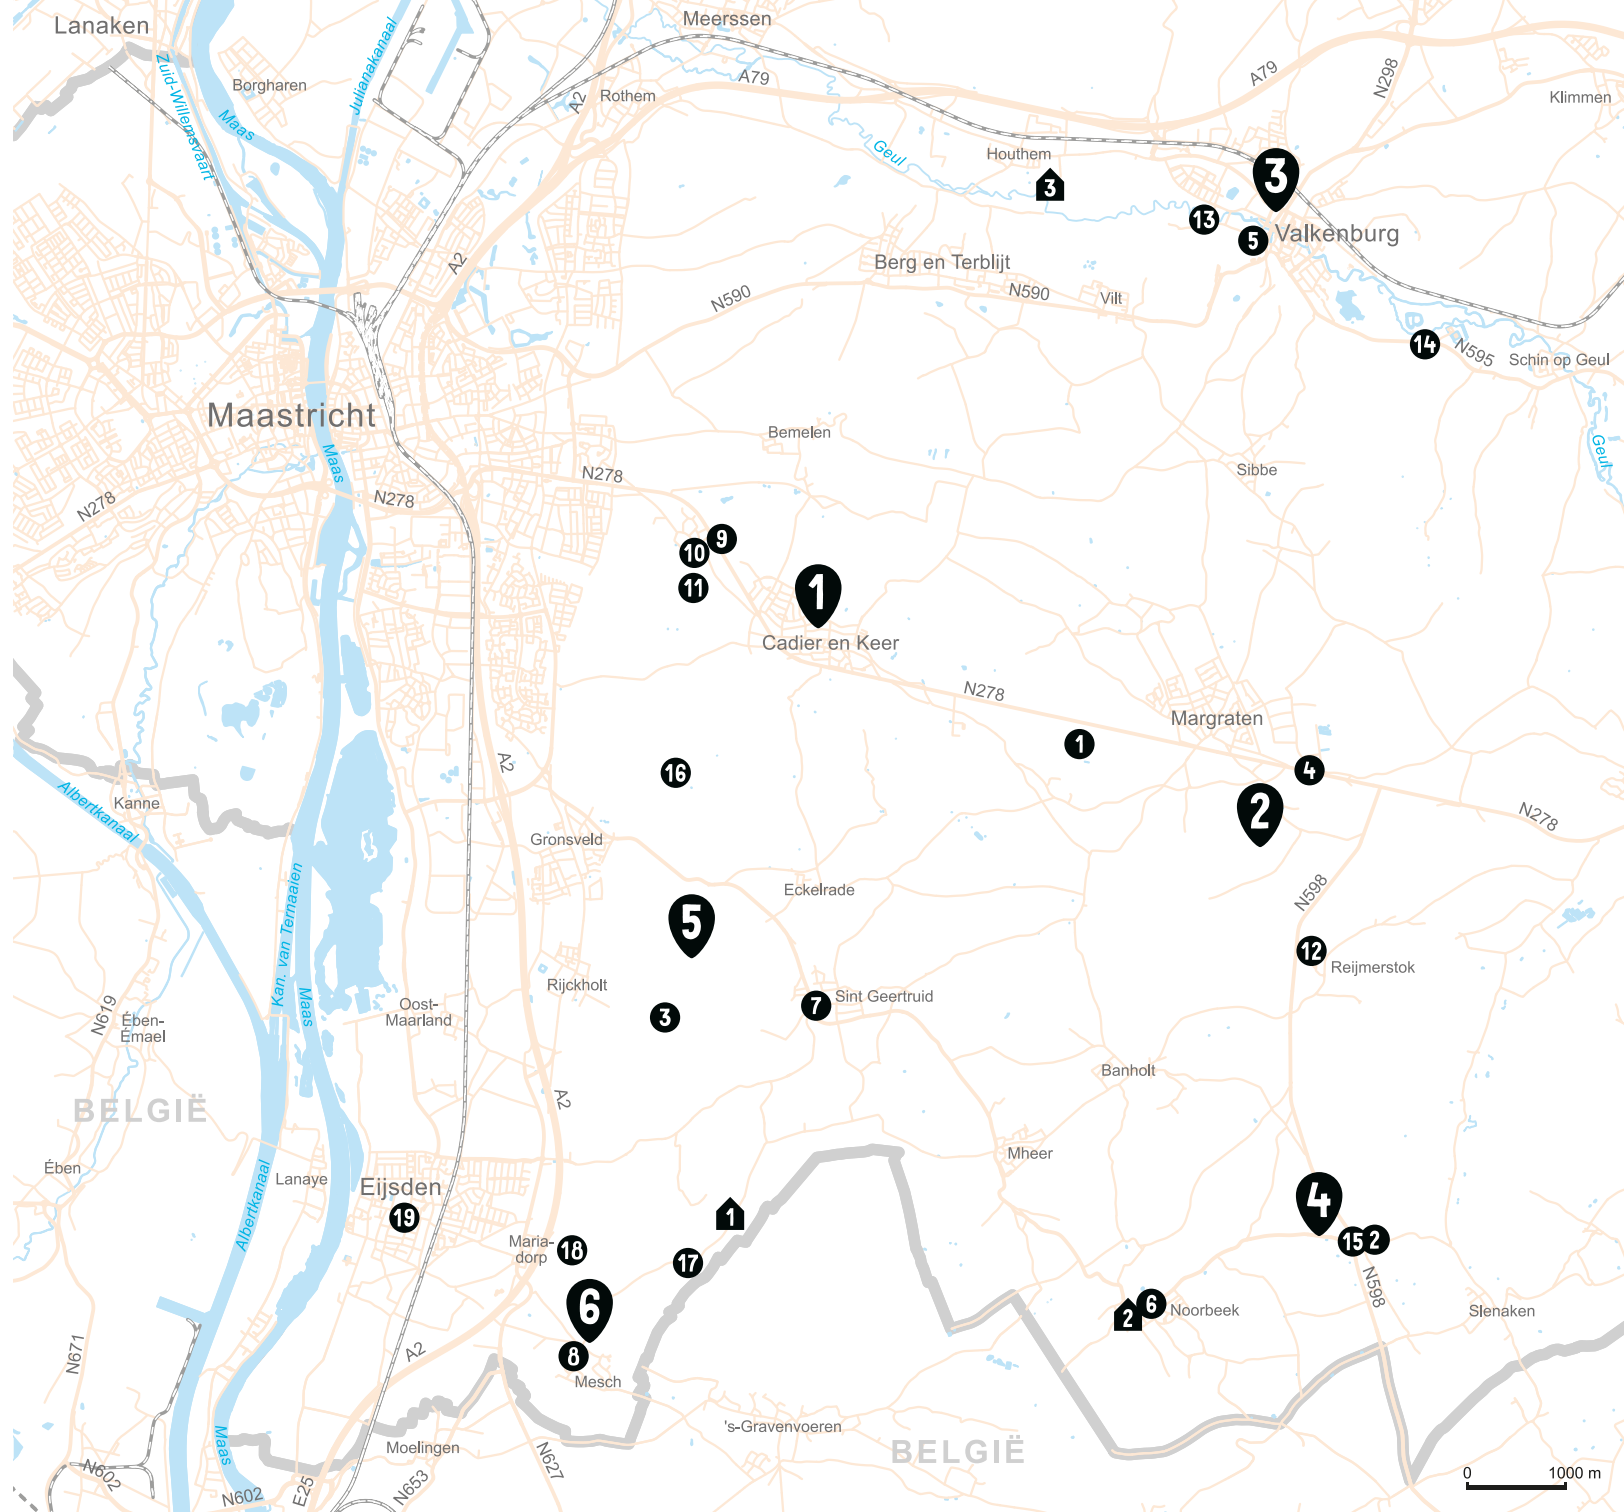 Lanaken
Meerssen
Zuid-Willemsvaart
Borgharen
Julianakanaal
Maas
A2
Rothem
A79
A79
N298
Klimmen
Geul
Houthem
3
3
13
5
Valkenburg
A2
Berg en Terblijt
N590
N590
Vilt
14
N595
Schin op Geul
Maastricht
Maas
Bemelen
Geul
Sibbe
N278
N278
N278
9
10
11
1
Cadier en Keer
N278
Margraten
1
16
4
A2
2
N278
Albertkanaal
Kanne
Gronsveld
Eckelrade
N598
5
Kan. van Ternaaien
12
Reijmerstok
Rijckholt
Maas
3
7
Sint Geertruid
N619
Oost-
Maarland
Ében-
Émael
Banholt
A2
BELGIË
Mheer
Ében
Albertkanaal
Lanaye
Eijsden
19
1
4
Maria-
dorp
18
17
15
2
6
N598
2
6
Noorbeek
Slenaken
N671
A2
8
Mesch
's-Gravenvoeren
Maas
Moelingen
N627
BELGIË
N602
N602
E25
N653
0
1000 m